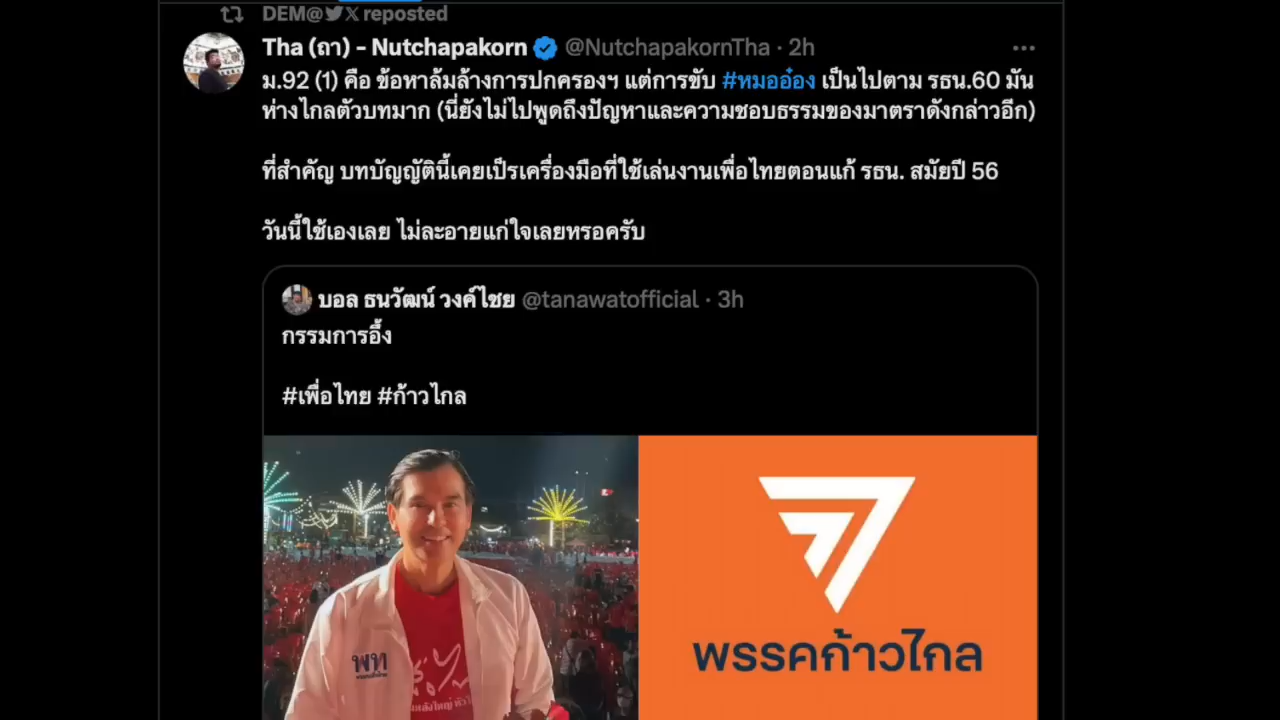 DEM@ 𝕏 reposted
Tha (ถา) - Nutchapakorn @NutchapakornTha · 2h
ม.92 (1) คือ ข้อหาล้มล้างการปกครองฯ แต่การขับ #หมออ๋อง เป็นไปตาม รธน.60 มัน
ห่างไกลตัวบทมาก (นี่ยังไม่ไปพูดถึงปัญหาและความชอบธรรมของมาตราดังกล่าวอีก)
ที่สำคัญ บทบัญญัตินี้เคยเป็รเครื่องมือที่ใช้เล่นงานเพื่อไทยตอนแก้ รธน. สมัยปี 56
วันนี้ใช้เองเลย ไม่ละอายแก่ใจเลยหรอครับ
บอล ธนวัฒน์ วงค์ไชย @tanawatofficial · 3h
กรรมการอึ้ง
#เพื่อไทย #ก้าวไกล
พท
พรรคก้าวไกล